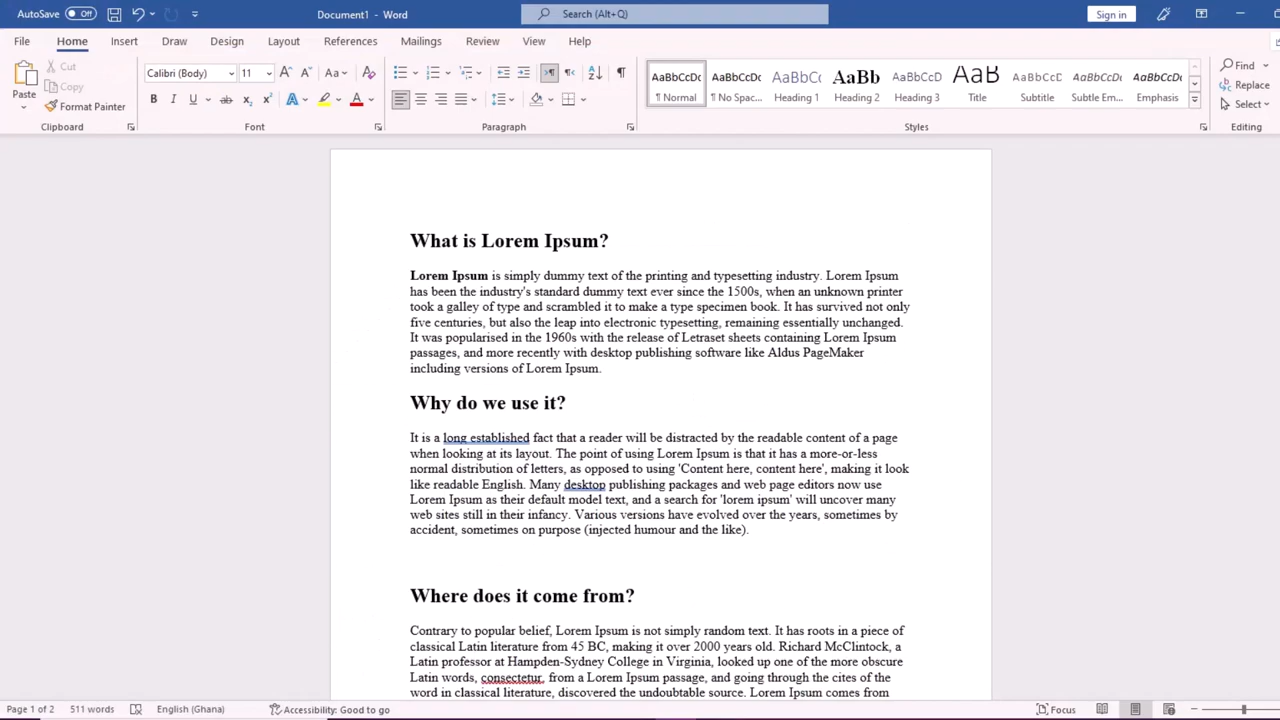 AutoSave Off Document1 - Word Search (Alt+Q) Sign in
File Home Insert Draw Design Layout References Mailings Review View Help
Paste Cut Copy Format Painter
Calibri (Body) 11 Aa
B I U ab x2 x2 A A
AaBbCcDc AaBbCcDc AaBbCc AaBb AaBbCcDc AaB AaBbCcDc AaBbCcDc AaBbCcDc
¶ Normal ¶ No Spac... Heading 1 Heading 2 Heading 3 Title Subtitle Subtle Em... Emphasis
Find
Replace
Select
Clipboard Font Paragraph Styles Editing
What is Lorem Ipsum?
Lorem Ipsum is simply dummy text of the printing and typesetting industry. Lorem Ipsum
has been the industry's standard dummy text ever since the 1500s, when an unknown printer
took a galley of type and scrambled it to make a type specimen book. It has survived not only
five centuries, but also the leap into electronic typesetting, remaining essentially unchanged.
It was popularised in the 1960s with the release of Letraset sheets containing Lorem Ipsum
passages, and more recently with desktop publishing software like Aldus PageMaker
including versions of Lorem Ipsum.
Why do we use it?
It is a long established fact that a reader will be distracted by the readable content of a page
when looking at its layout. The point of using Lorem Ipsum is that it has a more-or-less
normal distribution of letters, as opposed to using 'Content here, content here', making it look
like readable English. Many desktop publishing packages and web page editors now use
Lorem Ipsum as their default model text, and a search for 'lorem ipsum' will uncover many
web sites still in their infancy. Various versions have evolved over the years, sometimes by
accident, sometimes on purpose (injected humour and the like).
Where does it come from?
Contrary to popular belief, Lorem Ipsum is not simply random text. It has roots in a piece of
classical Latin literature from 45 BC, making it over 2000 years old. Richard McClintock, a
Latin professor at Hampden-Sydney College in Virginia, looked up one of the more obscure
Latin words, consectetur, from a Lorem Ipsum passage, and going through the cites of the
word in classical literature, discovered the undoubtable source. Lorem Ipsum comes from
Page 1 of 2 511 words English (Ghana) Accessibility: Good to go Focus